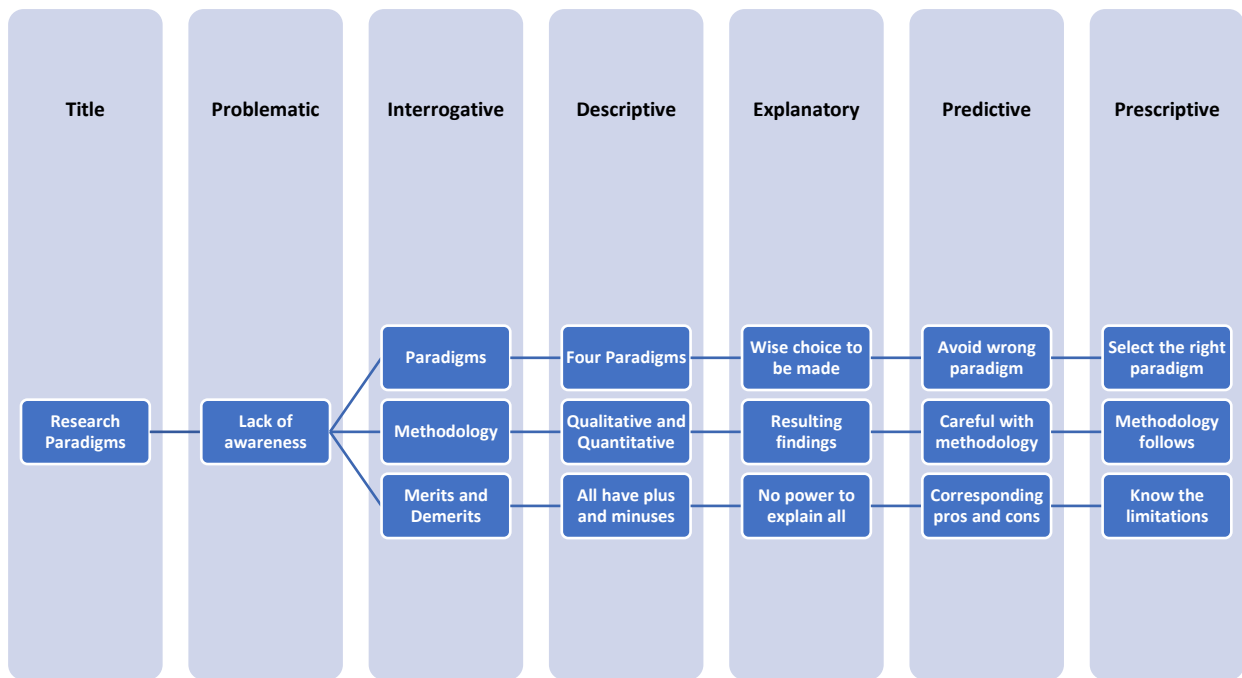 Title
Problematic
Interrogative
Descriptive
Explanatory
Predictive
Prescriptive
Research
Paradigms
Lack of
awareness
Paradigms
Four Paradigms
Wise choice to
be made
Avoid wrong
paradigm
Select the right
paradigm
Methodology
Qualitative and
Quantitative
Resulting
findings
Careful with
methodology
Methodology
follows
Merits and
Demerits
All have plus
and minuses
No power to
explain all
Corresponding
pros and cons
Know the
limitations